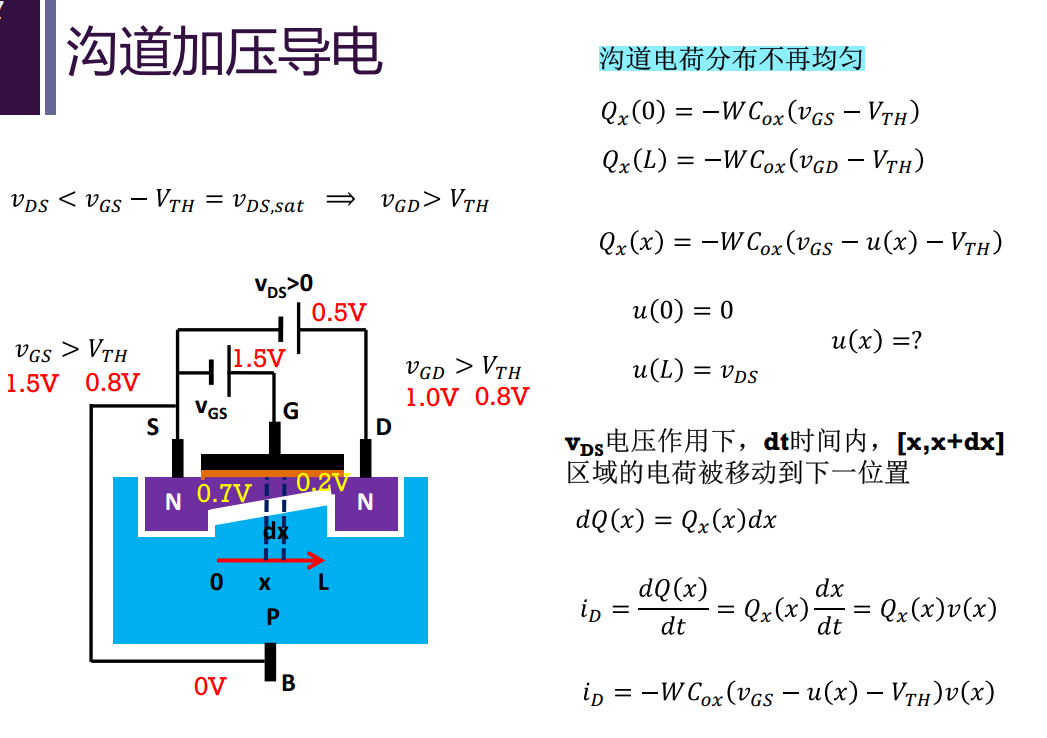 沟道加压导电
v_{DS} < v_{GS} − V_{TH} = v_{DS,sat} ⟹ v_{GD} > V_{TH}
v_{DS}>0
0.5V
v_{GS} > V_{TH}
1.5V 0.8V
1.5V
v_{GS}
v_{GD} > V_{TH}
1.0V 0.8V
S
G
D
N
0.7V
0.2V
N
dx
0 x L
P
0V
B
沟道电荷分布不再均匀
Q_x(0) = −WC_{ox}(v_{GS} − V_{TH})
Q_x(L) = −WC_{ox}(v_{GD} − V_{TH})
Q_x(x) = −WC_{ox}(v_{GS} − u(x) − V_{TH})
u(0) = 0
u(x) =?
u(L) = v_{DS}
v_{DS}电压作用下，dt时间内，[x,x+dx]
区域的电荷被移动到下一位置
dQ(x) = Q_x(x)dx
i_D = \frac{dQ(x)}{dt} = Q_x(x)\frac{dx}{dt} = Q_x(x)v(x)
i_D = −WC_{ox}(v_{GS} − u(x) − V_{TH})v(x)